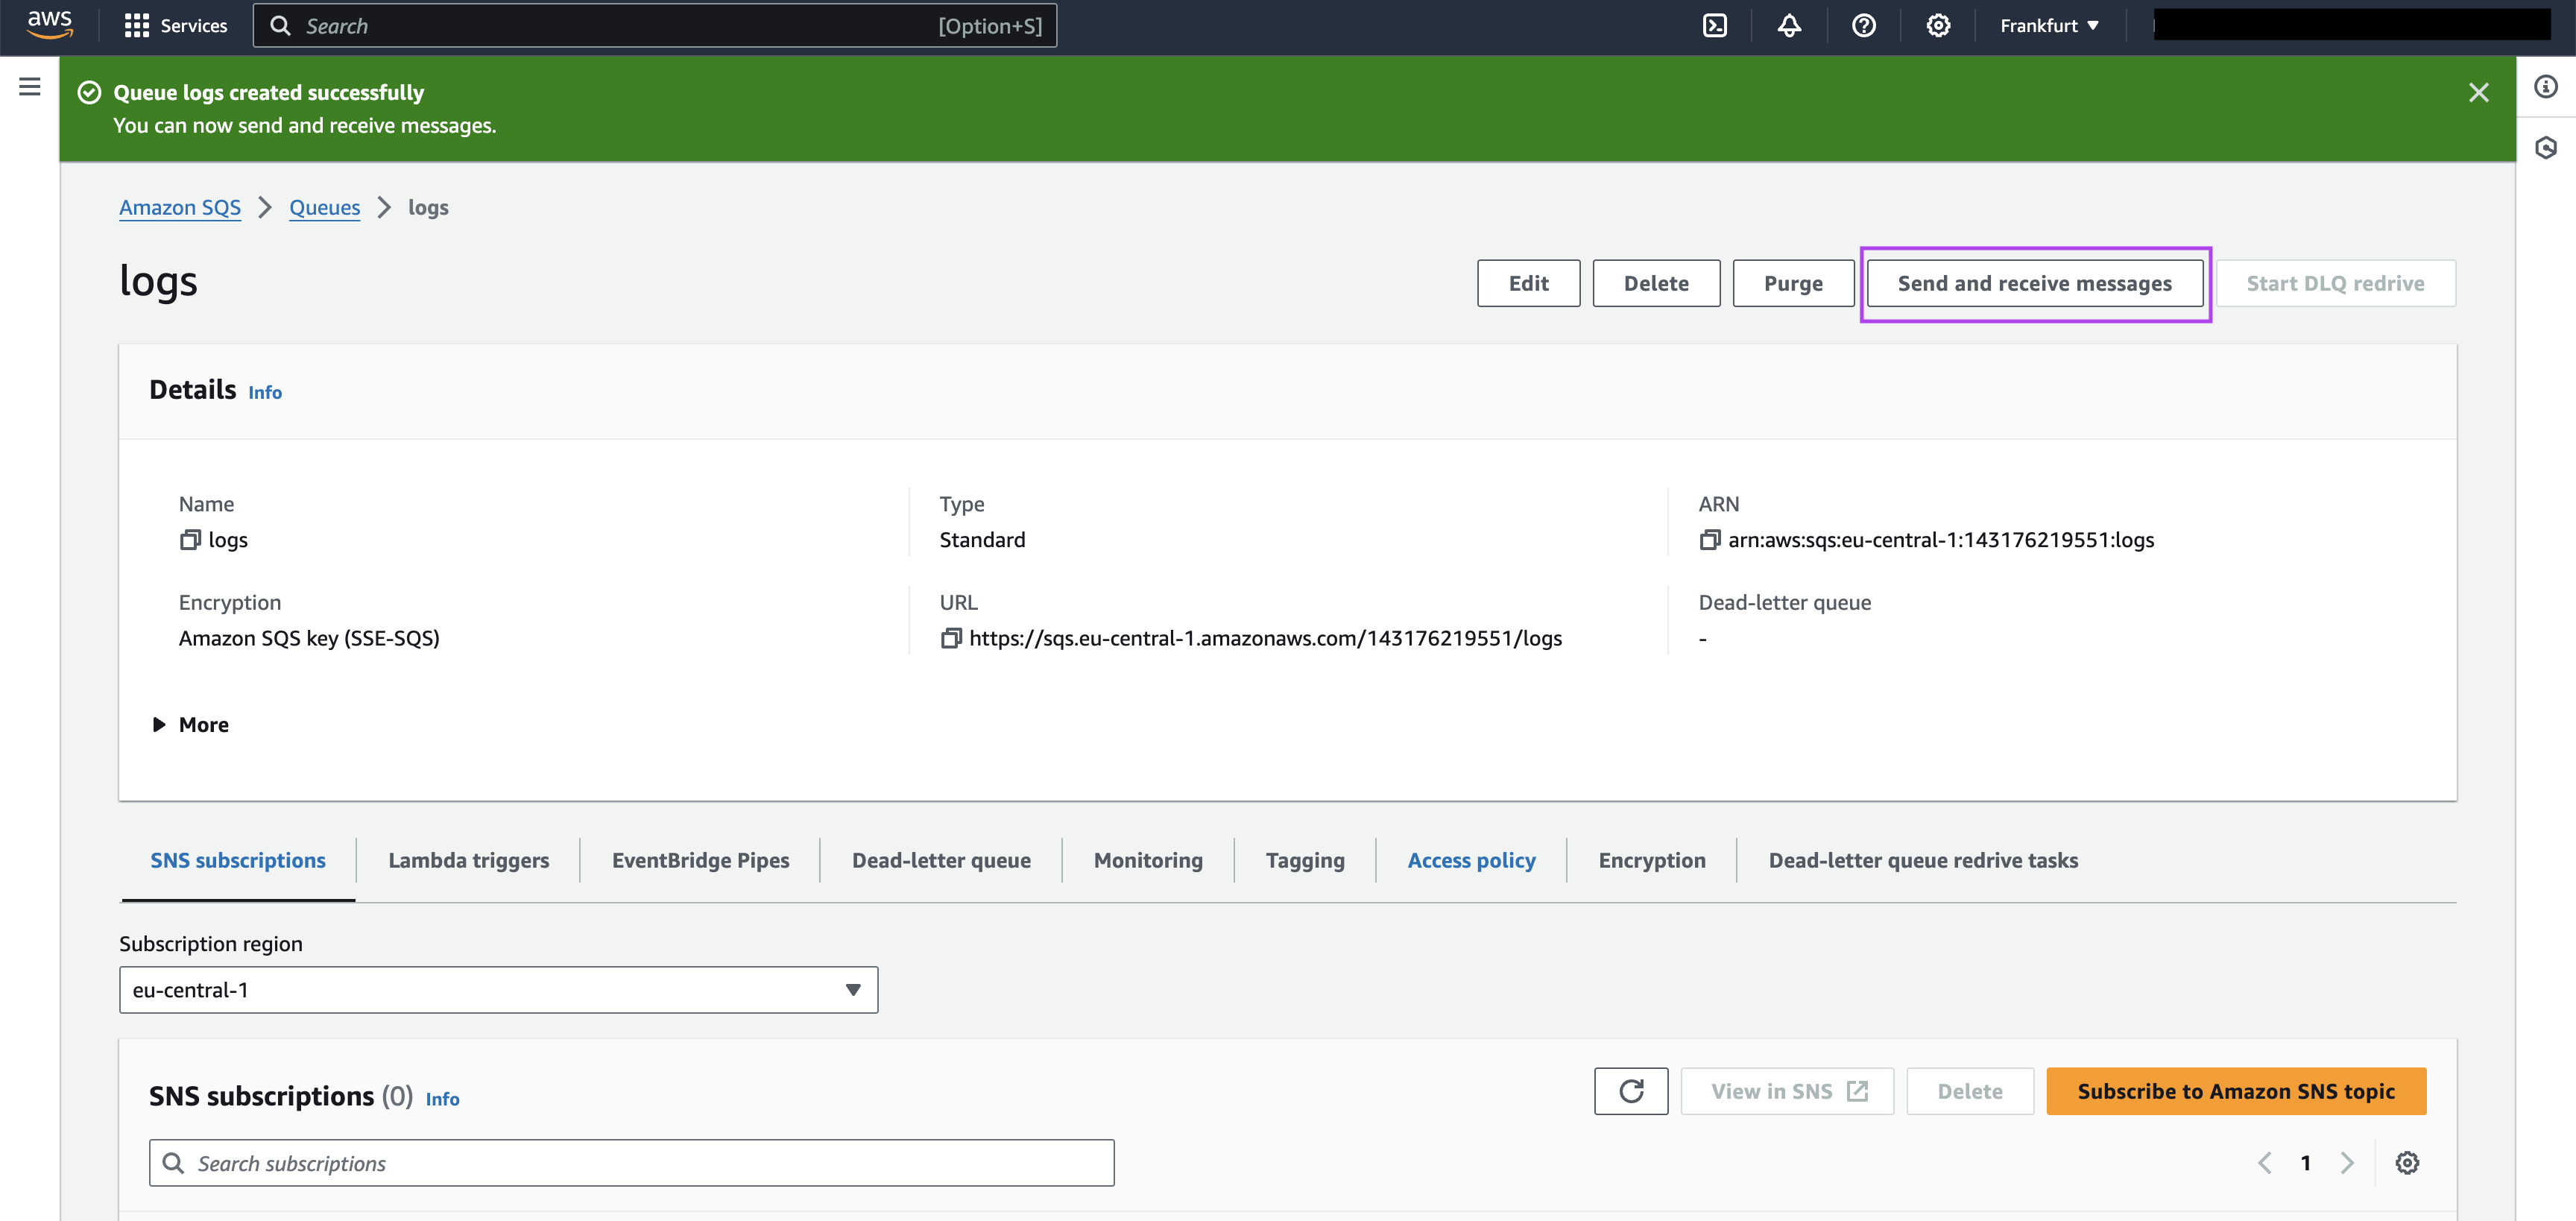 aws Services Search [Option+S] Frankfurt
Queue logs created successfully
You can now send and receive messages.
Amazon SQS Queues logs
logs Edit Delete Purge Send and receive messages Start DLQ redrive
Details Info
Name Type ARN
logs Standard arn:aws:sqs:eu-central-1:143176219551:logs
Encryption URL Dead-letter queue
Amazon SQS key (SSE-SQS) https://sqs.eu-central-1.amazonaws.com/143176219551/logs -
More
SNS subscriptions Lambda triggers EventBridge Pipes Dead-letter queue Monitoring Tagging Access policy Encryption Dead-letter queue redrive tasks
Subscription region
eu-central-1
SNS subscriptions (0) Info View in SNS Delete Subscribe to Amazon SNS topic
Search subscriptions 1